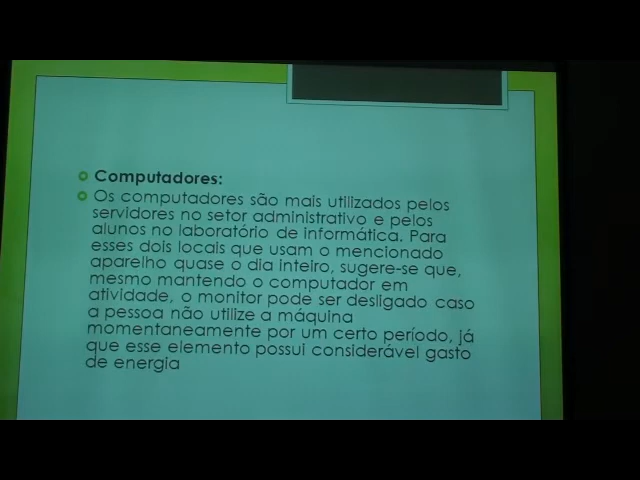 Computadores:
Os computadores são mais utilizados pelos
servidores no setor administrativo e pelos
alunos no laboratório de informática. Para
esses dois locais que usam o mencionado
aparelho quase o dia inteiro, sugere-se que,
mesmo mantendo o computador em
atividade, o monitor pode ser desligado caso
a pessoa não utilize a máquina
momentaneamente por um certo período, já
que esse elemento possui considerável gasto
de energia